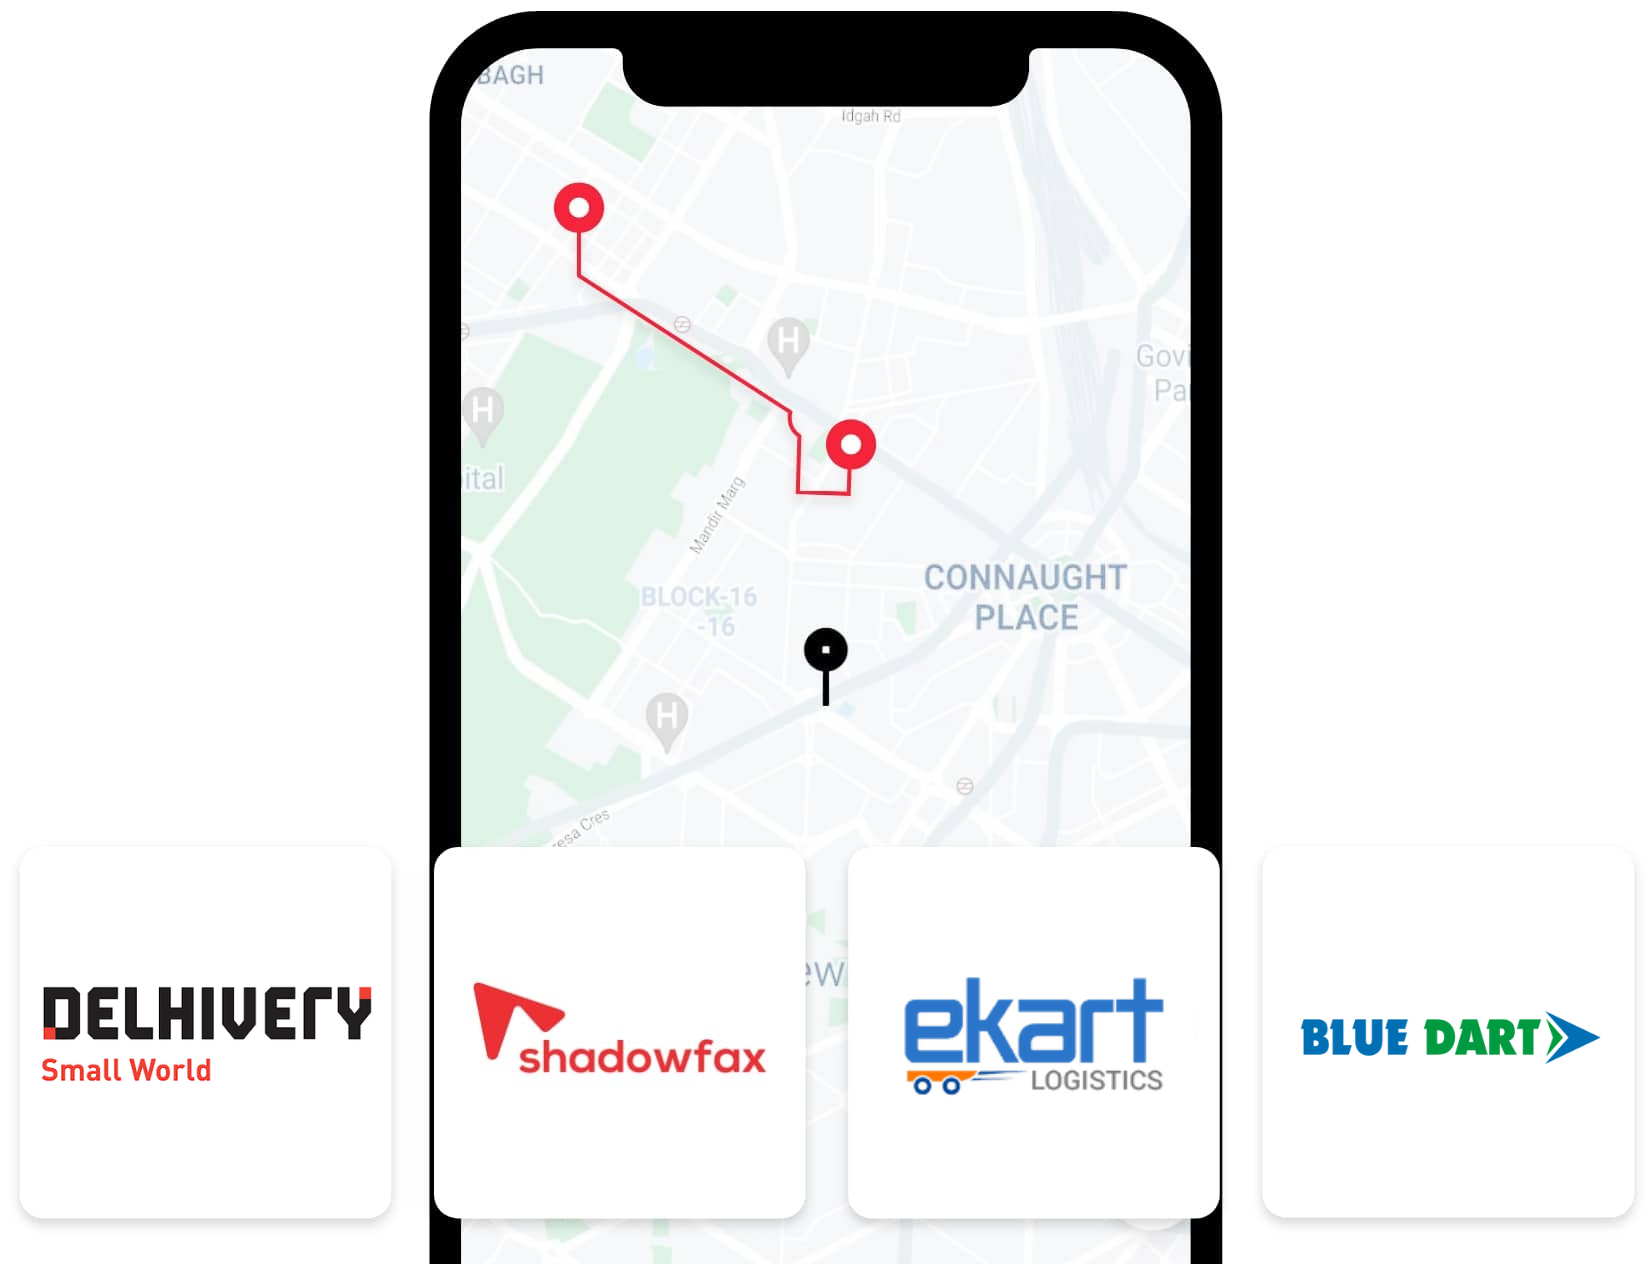 BAGH
Idgah Rd
H
Govi
Pa
H
ital
Mandir Marg
CONNAUGHT
PLACE
BLOCK-16
-16
H
esa Cres
ew
DELHIVERY
Small World
shadowfax
ekart
LOGISTICS
BLUE DART